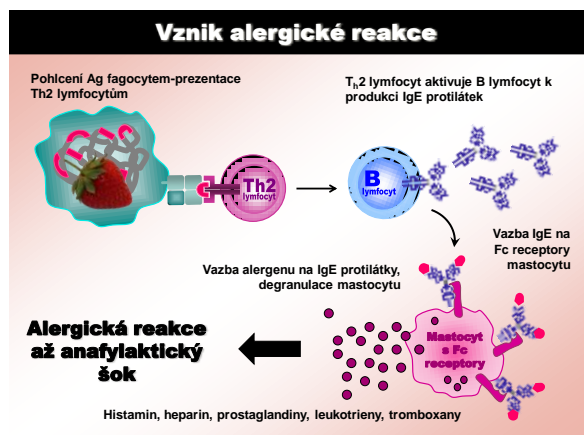 Vznik alergické reakce
Pohlcení Ag fagocytem-prezentace
Th2 lymfocytům
Th2 lymfocyt aktivuje B lymfocyt k
produkci IgE protilátek
Th2
lymfocyt
B
lymfocyt
Vazba IgE na
Fc receptory
mastocytu
Vazba alergenu na IgE protilátky,
degranulace mastocytu
Alergická reakce
až anafylaktický
šok
Mastocyt
s Fc
receptory
Histamin, heparin, prostaglandiny, leukotrieny, tromboxany